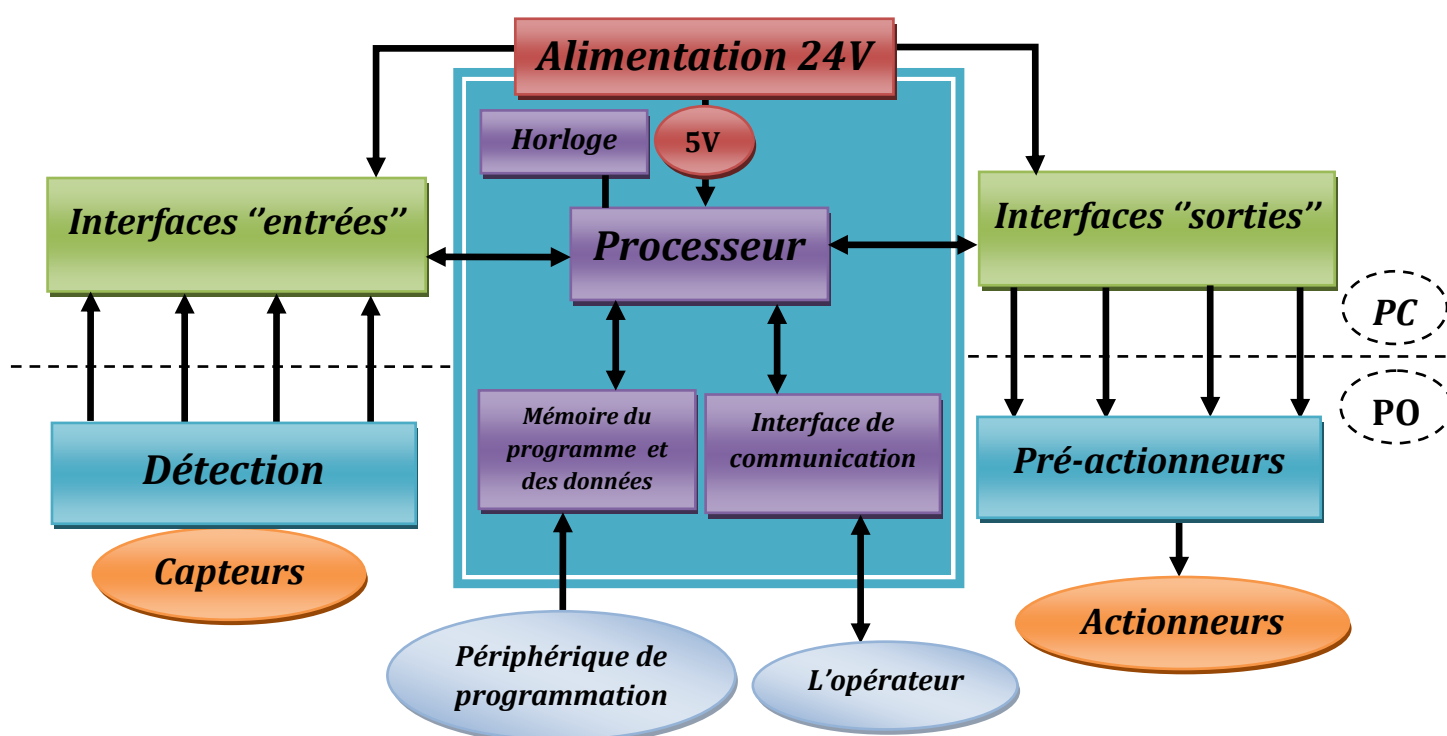 Alimentation 24V
Horloge
5V
Interfaces ‘’entrées’’
Processeur
Interfaces ‘’sorties’’
PC
Mémoire du
programme et
des données
Interface de
communication
PO
Détection
Pré-actionneurs
Capteurs
Actionneurs
Périphérique de
programmation
L’opérateur